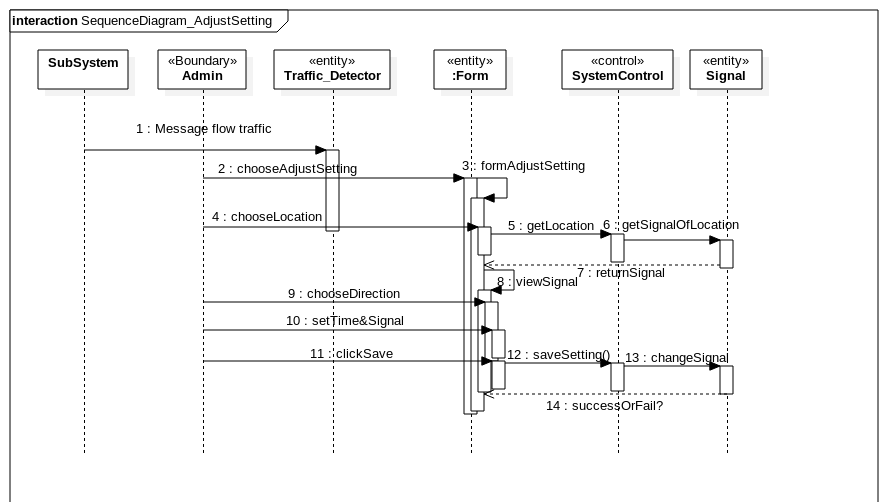 interaction SequenceDiagram_AdjustSetting
SubSystem
«Boundary»
Admin
«entity»
Traffic_Detector
«entity»
:Form
«control»
SystemControl
«entity»
Signal
1 : Message flow traffic
2 : chooseAdjustSetting
3 : formAdjustSetting
4 : chooseLocation
5 : getLocation
6 : getSignalOfLocation
7 : returnSignal
8 : viewSignal
9 : chooseDirection
10 : setTime&Signal
11 : clickSave
12 : saveSetting()
13 : changeSignal
14 : successOrFail?